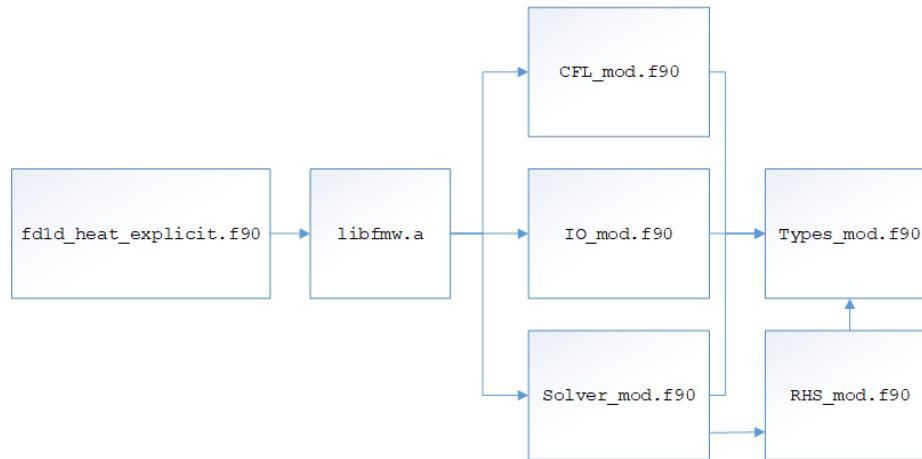 CFL_mod.f90
fd1d_heat_explicit.f90
libfmw.a
IO_mod.f90
Types_mod.f90
Solver_mod.f90
RHS_mod.f90